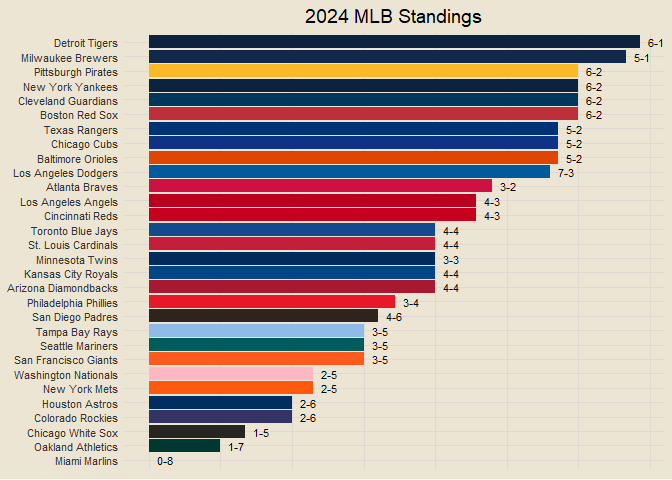 2024 MLB Standings
Detroit Tigers 6-1
Milwaukee Brewers 5-1
Pittsburgh Pirates 6-2
New York Yankees 6-2
Cleveland Guardians 6-2
Boston Red Sox 6-2
Texas Rangers 5-2
Chicago Cubs 5-2
Baltimore Orioles 5-2
Los Angeles Dodgers 7-3
Atlanta Braves 3-2
Los Angeles Angels 4-3
Cincinnati Reds 4-3
Toronto Blue Jays 4-4
St. Louis Cardinals 4-4
Minnesota Twins 3-3
Kansas City Royals 4-4
Arizona Diamondbacks 4-4
Philadelphia Phillies 3-4
San Diego Padres 4-6
Tampa Bay Rays 3-5
Seattle Mariners 3-5
San Francisco Giants 3-5
Washington Nationals 2-5
New York Mets 2-5
Houston Astros 2-6
Colorado Rockies 2-6
Chicago White Sox 1-5
Oakland Athletics 1-7
Miami Marlins 0-8